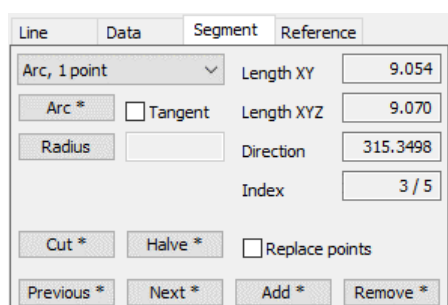 Line Data Segment Reference
Arc, 1 point Length XY 9.054
Arc * Tangent Length XYZ 9.070
Radius Direction 315.3498
Index 3 / 5
Cut * Halve * Replace points
Previous * Next * Add * Remove *